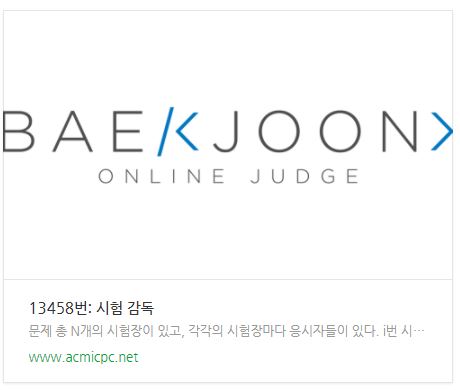 BAEKJOON
ONLINE JUDGE
13458번: 시험 감독
문제 총 N개의 시험장이 있고, 각각의 시험장마다 응시자들이 있다. i번 시…
www.acmicpc.net